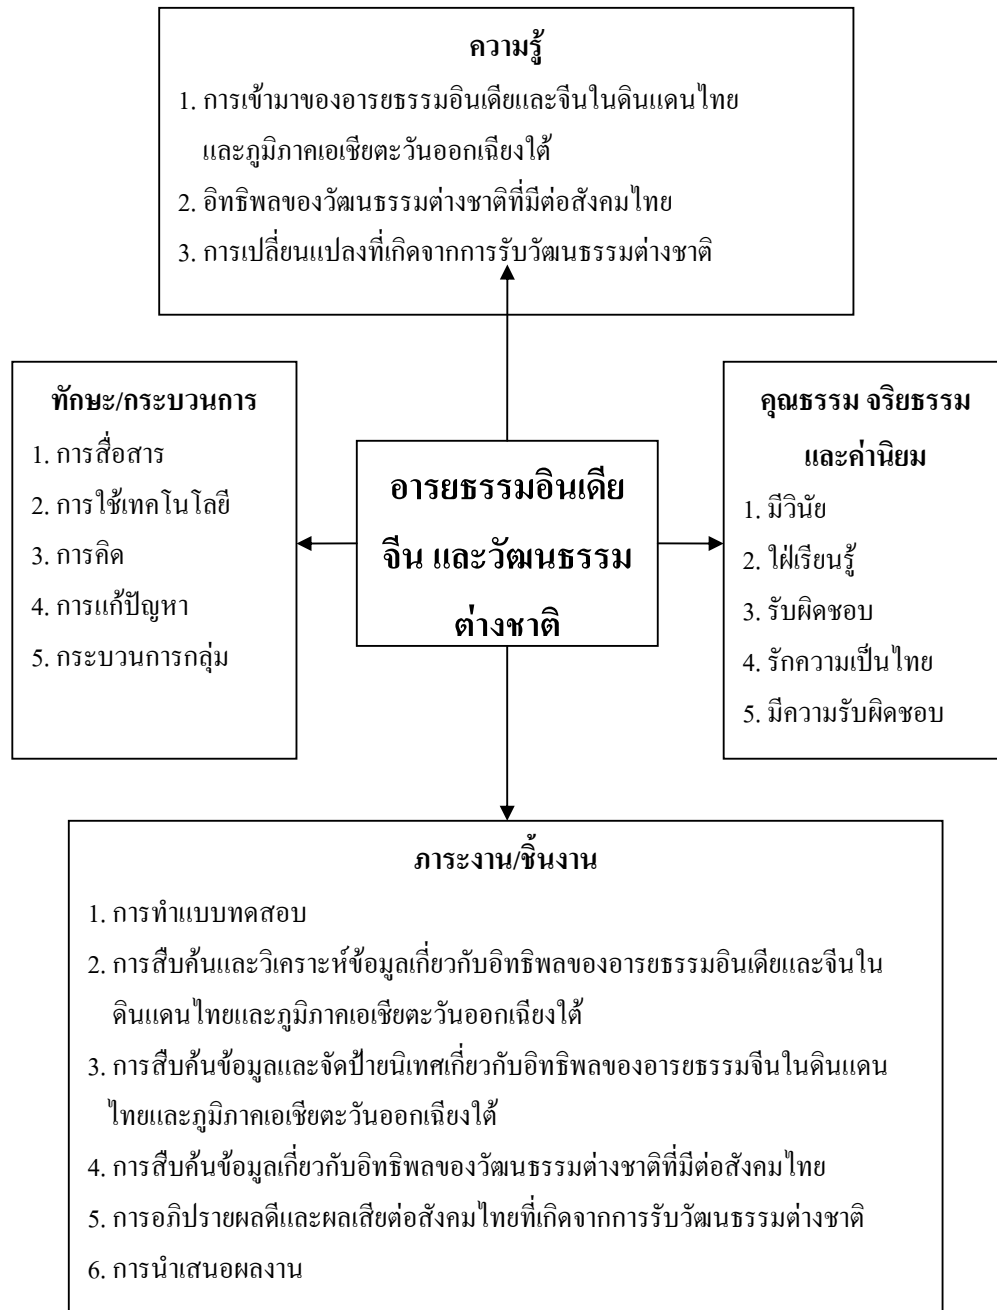 ความรู้
1. การเข้ามาของอารยธรรมอินเดียและจีนในดินแดนไทย
และภูมิภาคเอเชียตะวันออกเฉียงใต้
2. อิทธิพลของวัฒนธรรมต่างชาติที่มีต่อสังคมไทย
3. การเปลี่ยนแปลงที่เกิดจากการรับวัฒนธรรมต่างชาติ
ทักษะ/กระบวนการ
1. การสื่อสาร
2. การใช้เทคโนโลยี
3. การคิด
4. การแก้ปัญหา
5. กระบวนการกลุ่ม
อารยธรรมอินเดีย
จีน และวัฒนธรรม
ต่างชาติ
คุณธรรม จริยธรรม
และค่านิยม
1. มีวินัย
2. ใฝ่เรียนรู้
3. รับผิดชอบ
4. รักความเป็นไทย
5. มีความรับผิดชอบ
ภาระงาน/ชิ้นงาน
1. การทำแบบทดสอบ
2. การสืบค้นและวิเคราะห์ข้อมูลเกี่ยวกับอิทธิพลของอารยธรรมอินเดียและจีนใน
ดินแดนไทยและภูมิภาคเอเชียตะวันออกเฉียงใต้
3. การสืบค้นข้อมูลและจัดป้ายนิเทศเกี่ยวกับอิทธิพลของอารยธรรมจีนในดินแดน
ไทยและภูมิภาคเอเชียตะวันออกเฉียงใต้
4. การสืบค้นข้อมูลเกี่ยวกับอิทธิพลของวัฒนธรรมต่างชาติที่มีต่อสังคมไทย
5. การอภิปรายผลดีและผลเสียต่อสังคมไทยที่เกิดจากการรับวัฒนธรรมต่างชาติ
6. การนำเสนอผลงาน